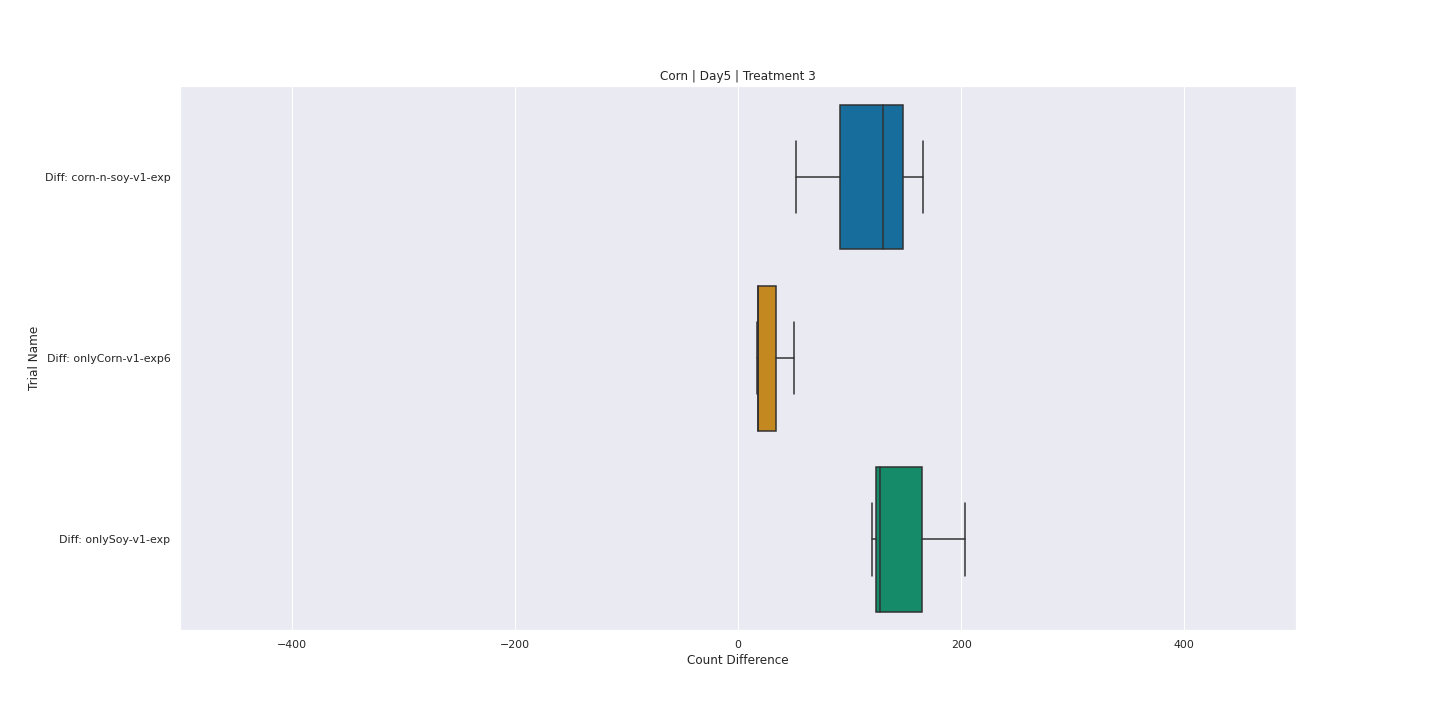 Corn | Day5 | Treatment 3
Diff: corn-n-soy-v1-exp
Diff: onlyCorn-v1-exp6
Diff: onlySoy-v1-exp
Trial Name
−400
−200
0
200
400
Count Difference